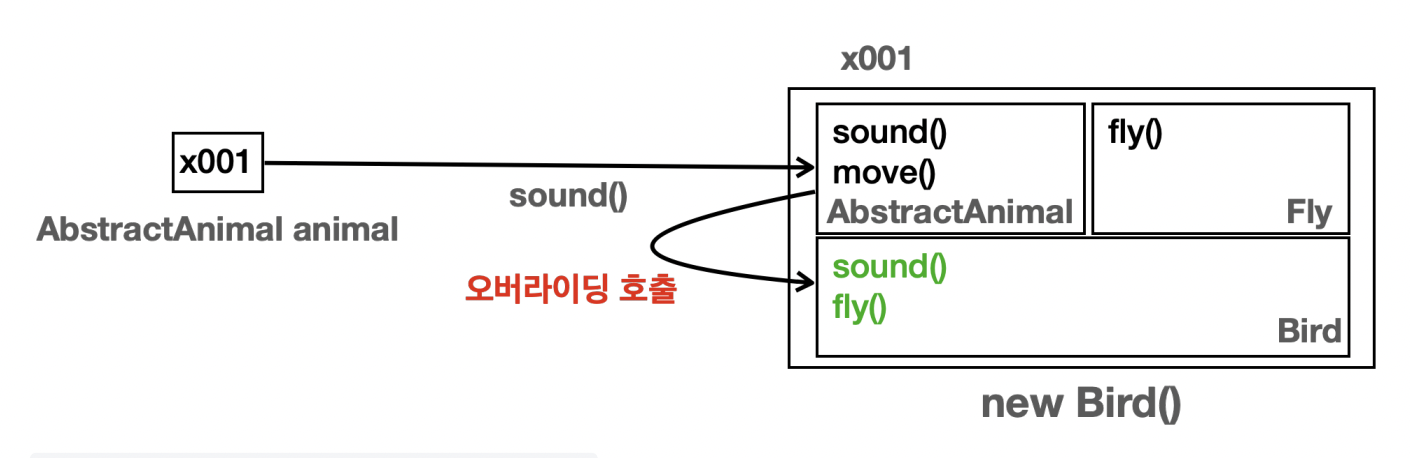 x001
x001
AbstractAnimal animal
sound()
오버라이딩 호출
sound()
move()
AbstractAnimal
fly()
Fly
sound()
fly()
Bird
new Bird()